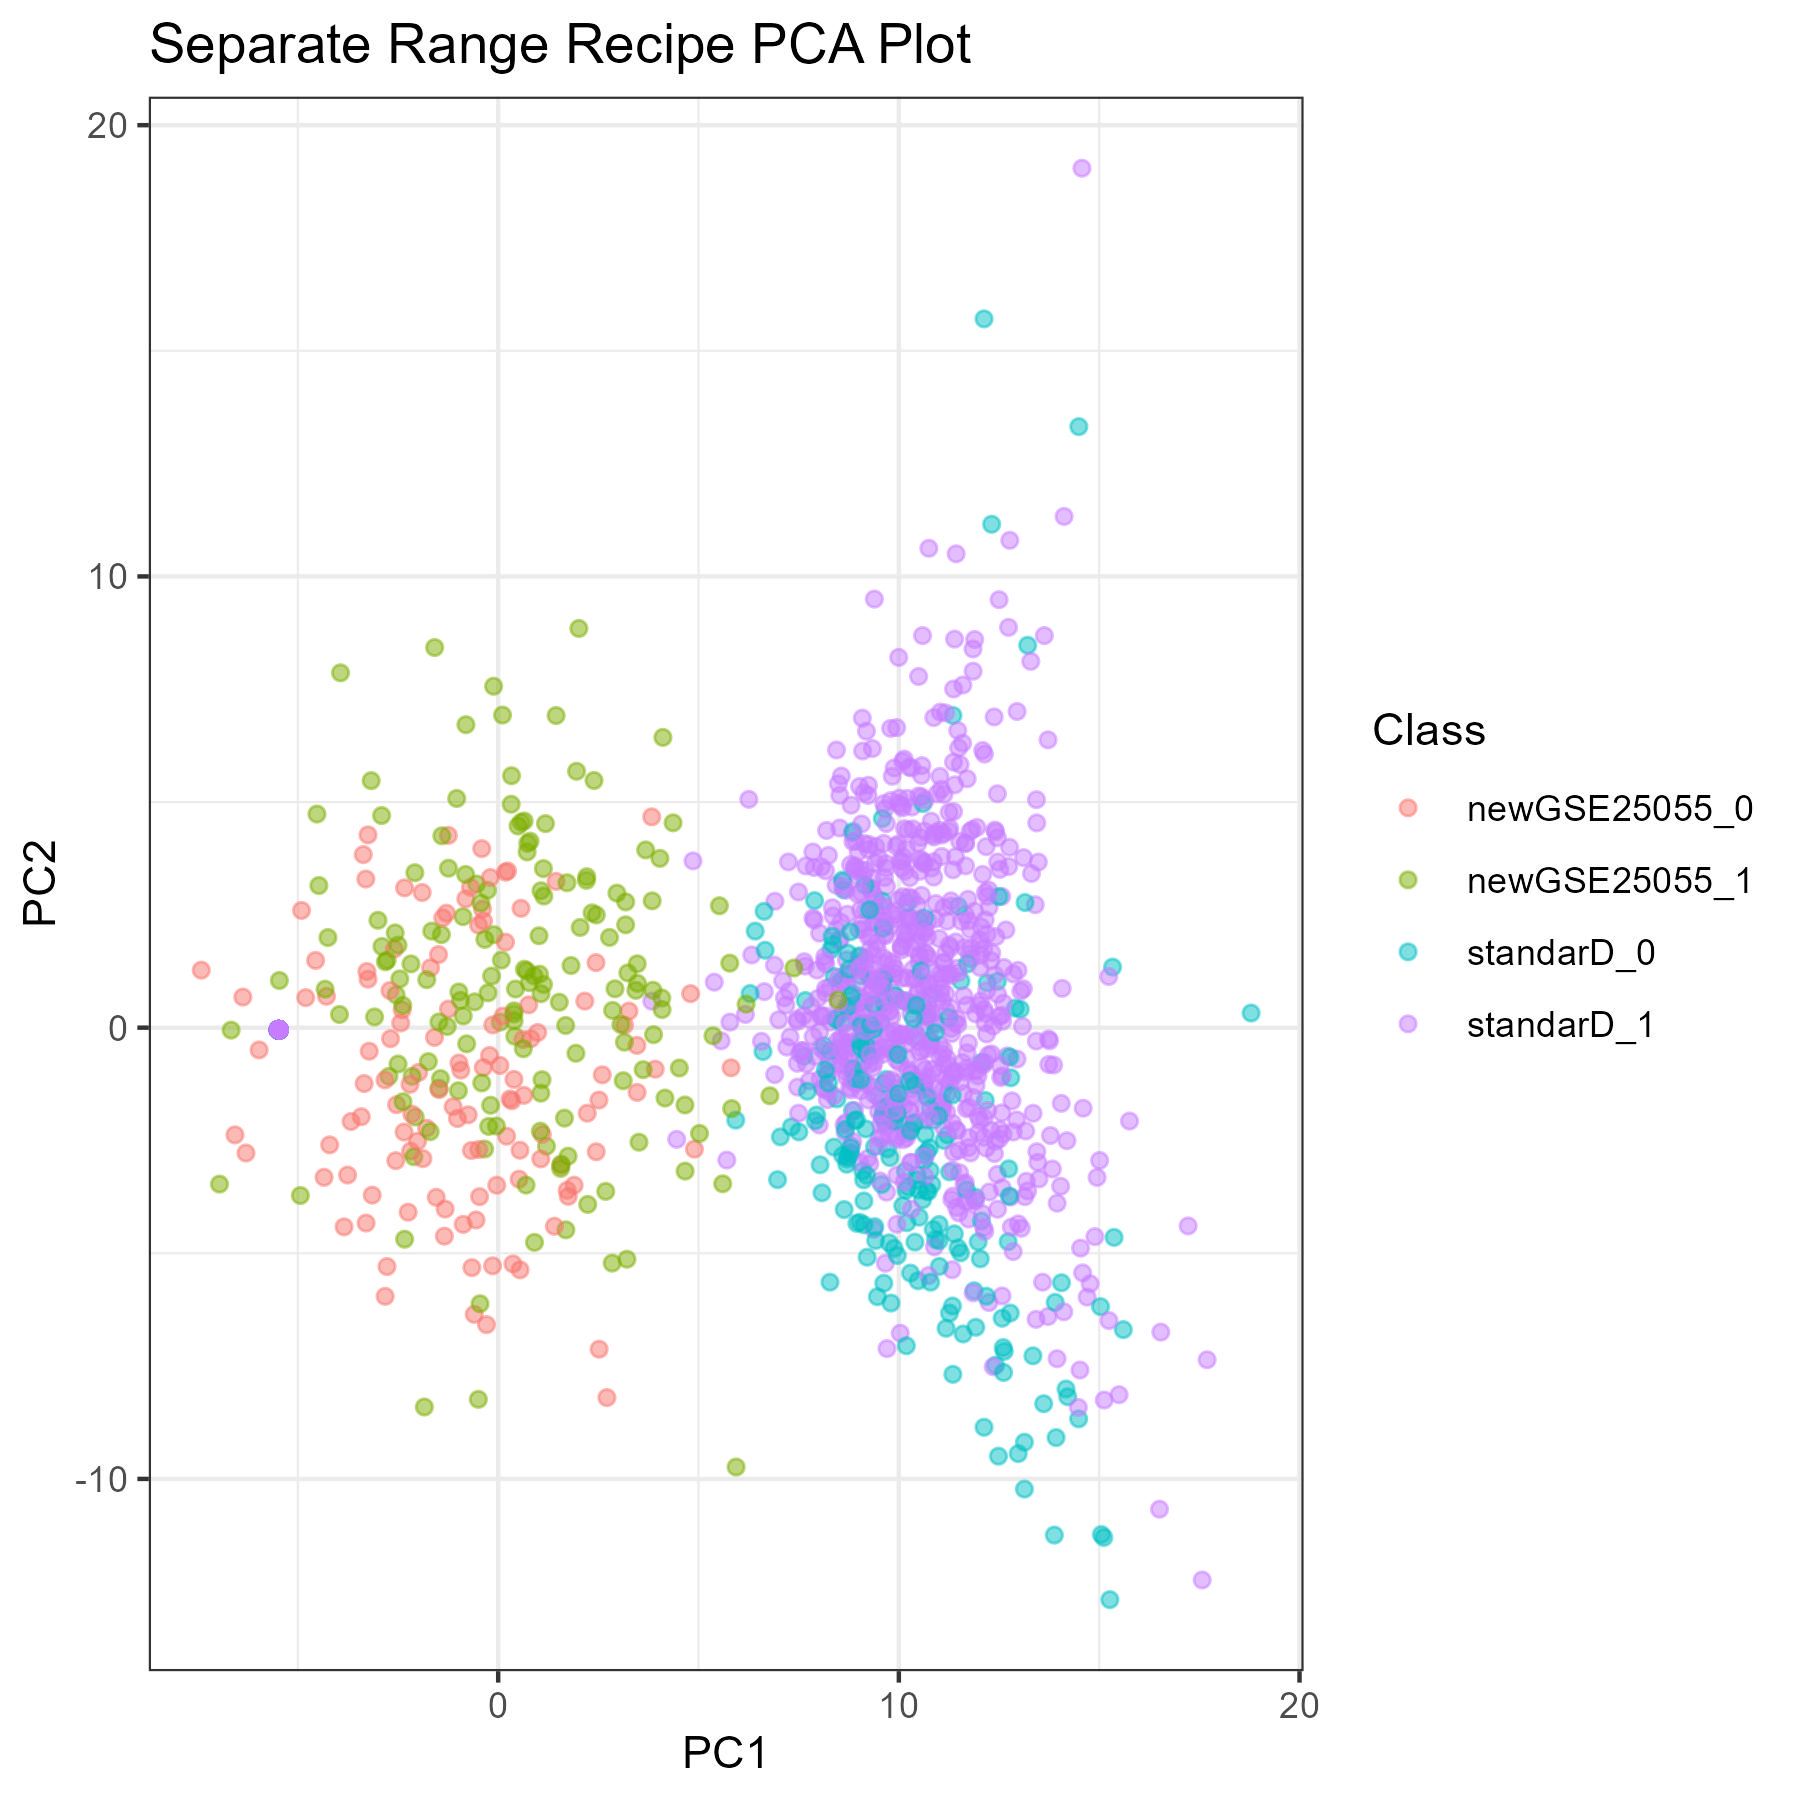 Separate Range Recipe PCA Plot
20
10
0
-10
PC2
0
10
20
PC1
Class
newGSE25055_0
newGSE25055_1
standarD_0
standarD_1